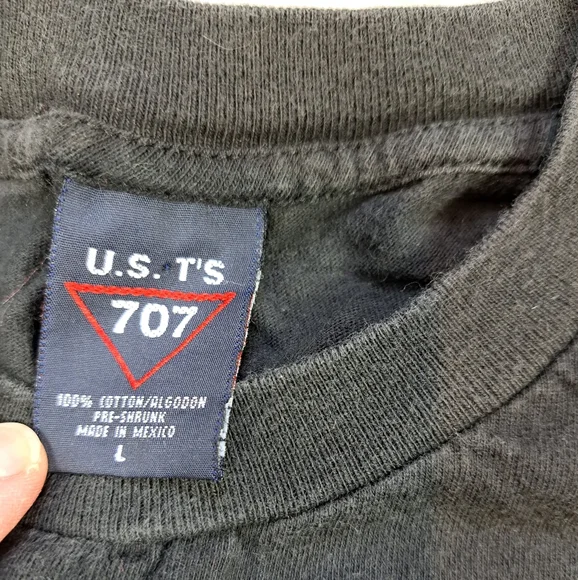 U.S. T'S
707
100% COTTON/ALGODON
PRE-SHRUNK
MADE IN MEXICO
L